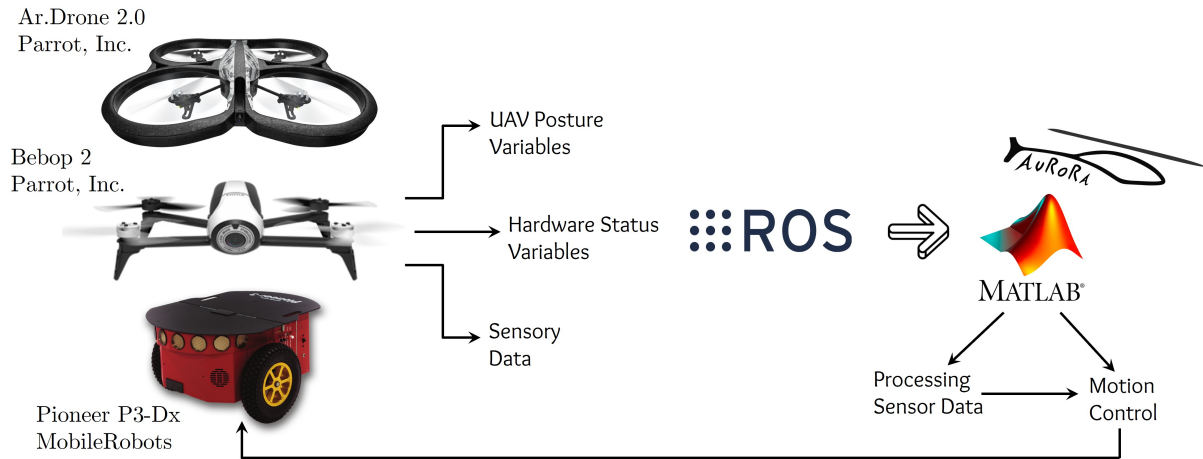 Ar.Drone 2.0
Parrot, Inc.
Bebop 2
Parrot, Inc.
Pioneer P3-Dx
MobileRobots
UAV Posture
Variables
Hardware Status
Variables
Sensory
Data
ROS
AuRoRA
MATLAB®
Processing
Sensor Data
Motion
Control